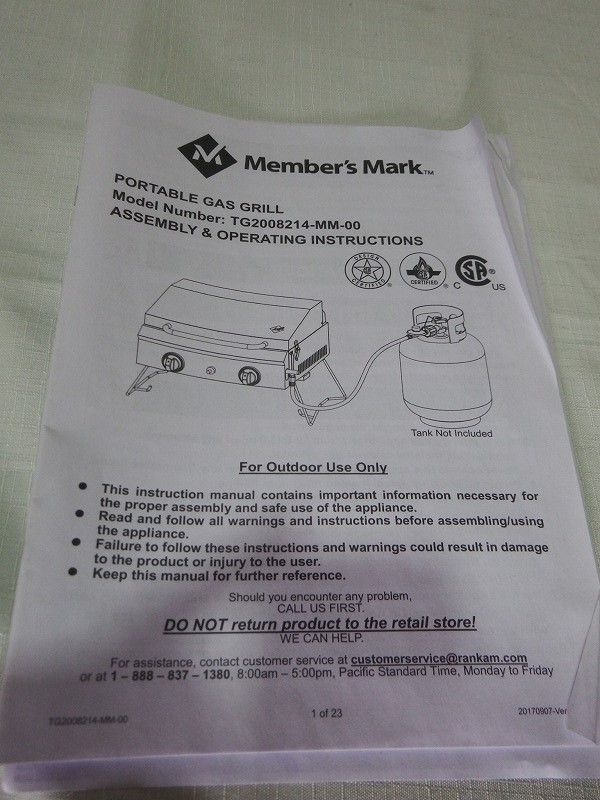 Member's Mark™
PORTABLE GAS GRILL
Model Number: TG2008214-MM-00
ASSEMBLY & OPERATING INSTRUCTIONS
DESIGN CERTIFIED ®
CERTIFIED ®
C US ®
Tank Not Included
For Outdoor Use Only
● This instruction manual contains important information necessary for
the proper assembly and safe use of the appliance.
● Read and follow all warnings and instructions before assembling/using
the appliance.
● Failure to follow these instructions and warnings could result in damage
to the product or injury to the user.
● Keep this manual for further reference.
Should you encounter any problem,
CALL US FIRST.
DO NOT return product to the retail store!
WE CAN HELP.
For assistance, contact customer service at customerservice@rankam.com
or at 1 – 888 – 837 – 1380, 8:00am – 5:00pm, Pacific Standard Time, Monday to Friday
TG2008214-MM-00
1 of 23
20170907-Ver